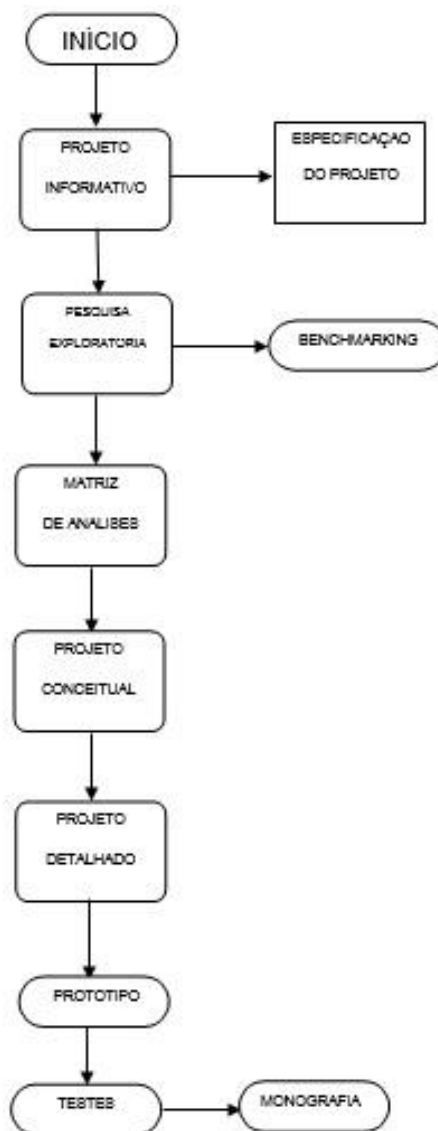 INÍCIO
PROJETO
INFORMATIVO
ESPECIFICAÇAO
DO PROJETO
PESQUISA
EXPLORATORIA
BENCHMARKING
MATRIZ
DE ANALISES
PROJETO
CONCEITUAL
PROJETO
DETALHADO
PROTOTIPO
TESTES
MONOGRAFIA